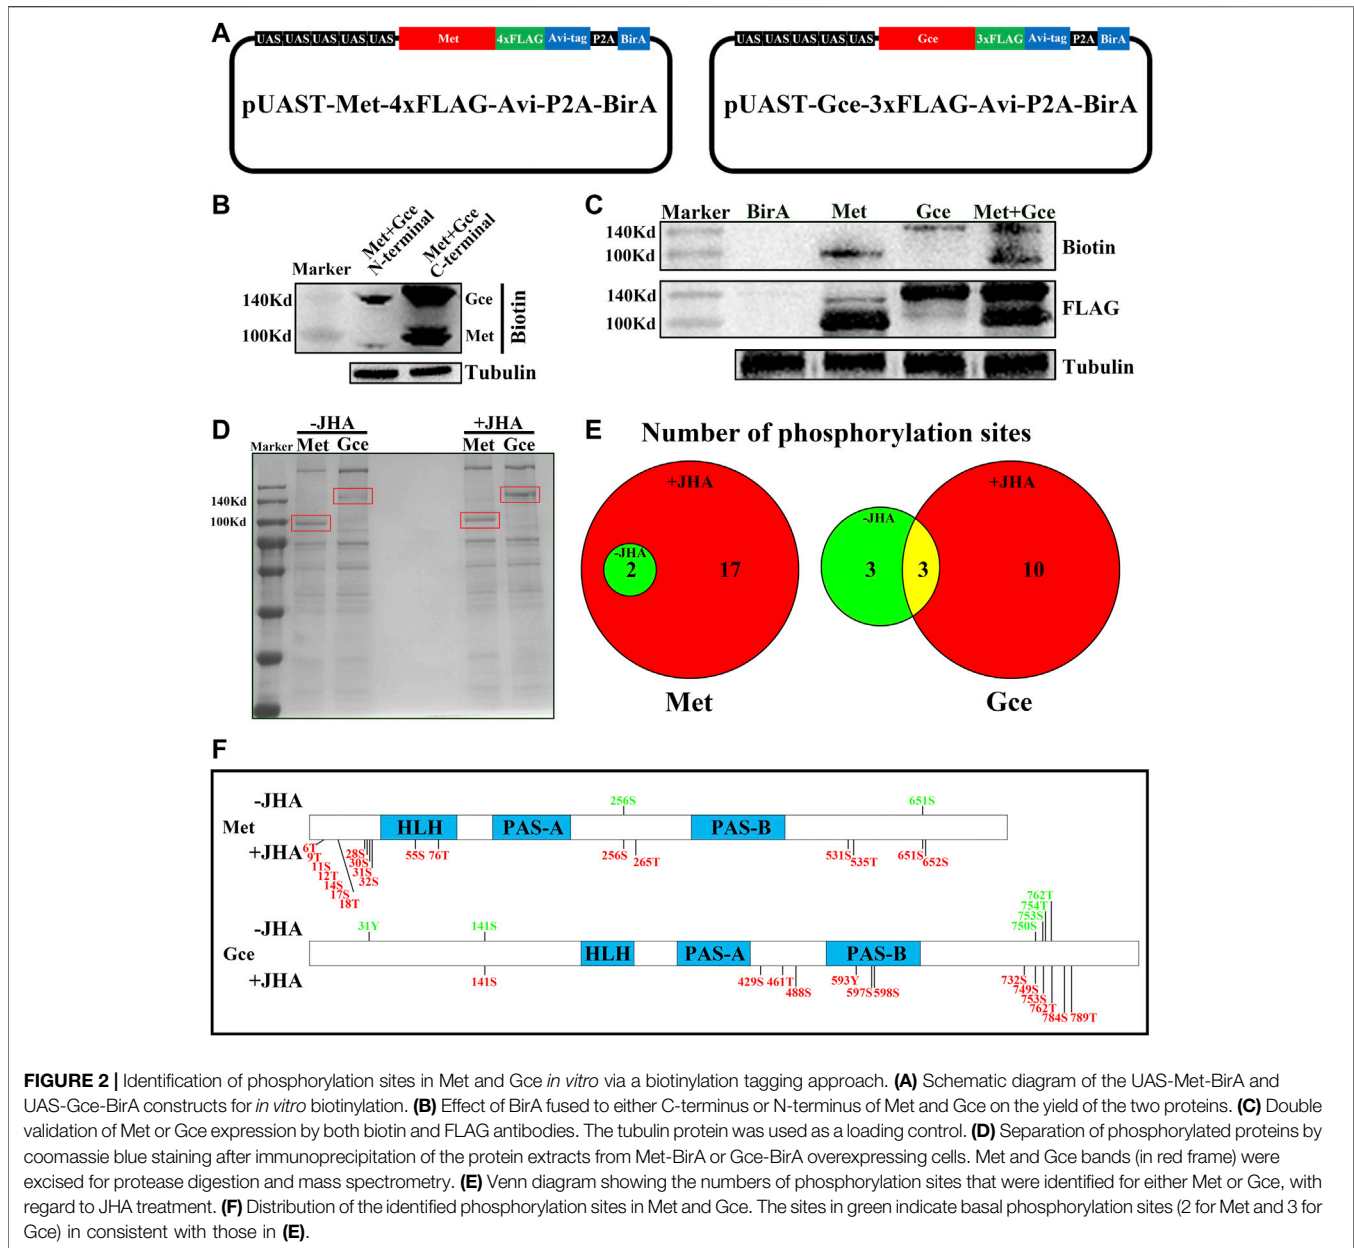 A
UAS UAS UAS UAS UAS Met 4xFLAG Avi-tag P2A BirA
pUAST-Met-4xFLAG-Avi-P2A-BirA
UAS UAS UAS UAS UAS Gce 3xFLAG Avi-tag P2A BirA
pUAST-Gce-3xFLAG-Avi-P2A-BirA
B
Marker
Met+Gce
N-terminal
Met+Gce
C-terminal
140Kd
Gce
100Kd
Met
Biotin
Tubulin
C
Marker BirA Met Gce Met+Gce
140Kd
100Kd
Biotin
140Kd
100Kd
FLAG
Tubulin
D
-JHA +JHA
Marker Met Gce Met Gce
140Kd
100Kd
E
Number of phosphorylation sites
+JHA
-JHA
2
17
Met
+JHA
-JHA
3
3
10
Gce
F
-JHA
256S
651S
Met
HLH
PAS-A
PAS-B
+JHA
6T
9T
11S
12T
14S
17S
18T
28S
30S
31S
32S
55S
76T
256S
265T
531S
535T
651S
652S
-JHA
31Y
141S
750S
753S
754T
762T
Gce
HLH
PAS-A
PAS-B
+JHA
141S
429S
461T
488S
593Y
597S
598S
732S
749S
753S
762T
784S
789T
FIGURE 2 | Identification of phosphorylation sites in Met and Gce in vitro via a biotinylation tagging approach. (A) Schematic diagram of the UAS-Met-BirA and
UAS-Gce-BirA constructs for in vitro biotinylation. (B) Effect of BirA fused to either C-terminus or N-terminus of Met and Gce on the yield of the two proteins. (C) Double
validation of Met or Gce expression by both biotin and FLAG antibodies. The tubulin protein was used as a loading control. (D) Separation of phosphorylated proteins by
coomassie blue staining after immunoprecipitation of the protein extracts from Met-BirA or Gce-BirA overexpressing cells. Met and Gce bands (in red frame) were
excised for protease digestion and mass spectrometry. (E) Venn diagram showing the numbers of phosphorylation sites that were identified for either Met or Gce, with
regard to JHA treatment. (F) Distribution of the identified phosphorylation sites in Met and Gce. The sites in green indicate basal phosphorylation sites (2 for Met and 3 for
Gce) in consistent with those in (E).